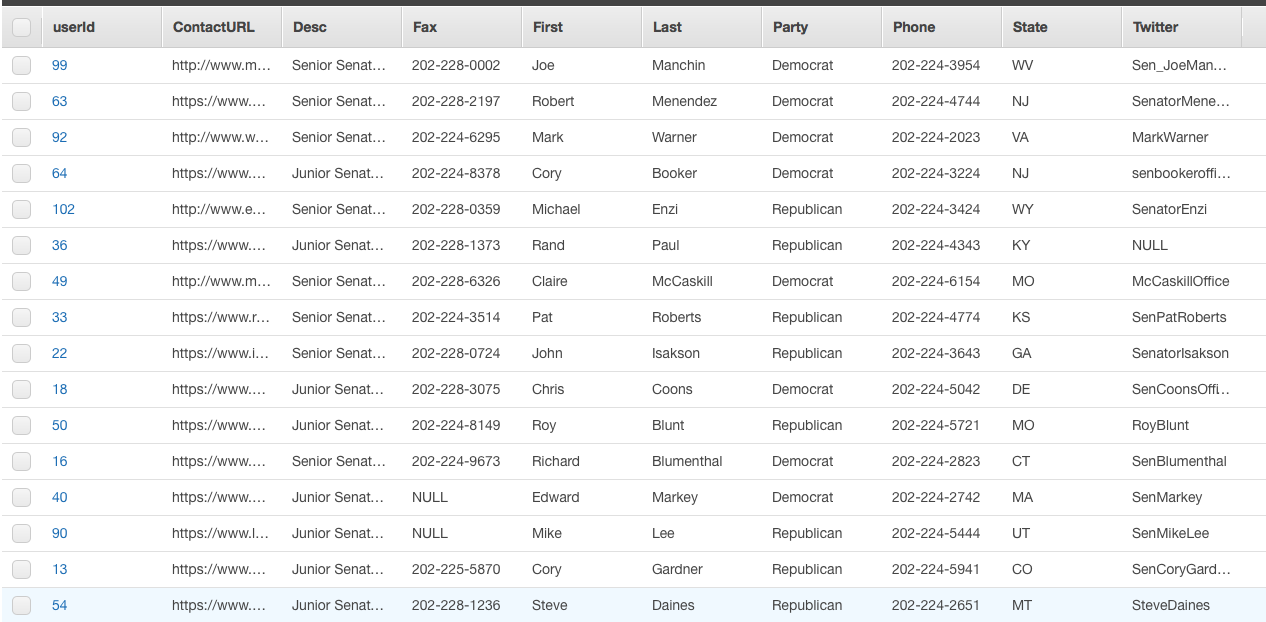 userId ContactURL Desc Fax First Last Party Phone State Twitter
99 http://www.m... Senior Senat... 202-228-0002 Joe Manchin Democrat 202-224-3954 WV Sen_JoeMan...
63 https://www.... Senior Senat... 202-228-2197 Robert Menendez Democrat 202-224-4744 NJ SenatorMene...
92 http://www.w... Senior Senat... 202-224-6295 Mark Warner Democrat 202-224-2023 VA MarkWarner
64 https://www.... Junior Senat... 202-224-8378 Cory Booker Democrat 202-224-3224 NJ senbookeroffi...
102 http://www.e... Senior Senat... 202-228-0359 Michael Enzi Republican 202-224-3424 WY SenatorEnzi
36 https://www.... Junior Senat... 202-228-1373 Rand Paul Republican 202-224-4343 KY NULL
49 http://www.m... Senior Senat... 202-228-6326 Claire McCaskill Democrat 202-224-6154 MO McCaskillOffice
33 https://www.r... Senior Senat... 202-224-3514 Pat Roberts Republican 202-224-4774 KS SenPatRoberts
22 https://www.i... Senior Senat... 202-228-0724 John Isakson Republican 202-224-3643 GA SenatorIsakson
18 https://www.... Junior Senat... 202-228-3075 Chris Coons Democrat 202-224-5042 DE SenCoonsOffi...
50 https://www.... Junior Senat... 202-224-8149 Roy Blunt Republican 202-224-5721 MO RoyBlunt
16 https://www.... Senior Senat... 202-224-9673 Richard Blumenthal Democrat 202-224-2823 CT SenBlumenthal
40 https://www.... Junior Senat... NULL Edward Markey Democrat 202-224-2742 MA SenMarkey
90 https://www.l... Junior Senat... NULL Mike Lee Republican 202-224-5444 UT SenMikeLee
13 https://www.... Junior Senat... 202-225-5870 Cory Gardner Republican 202-224-5941 CO SenCoryGard...
54 https://www.... Junior Senat... 202-228-1236 Steve Daines Republican 202-224-2651 MT SteveDaines